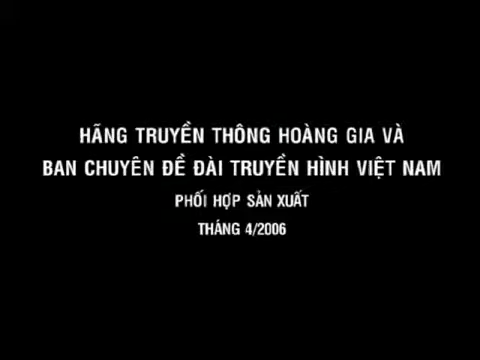 HÃNG TRUYỀN THÔNG HOÀNG GIA VÀ
BAN CHUYÊN ĐỀ ĐÀI TRUYỀN HÌNH VIỆT NAM
PHỐI HỢP SẢN XUẤT
THÁNG 4/2006